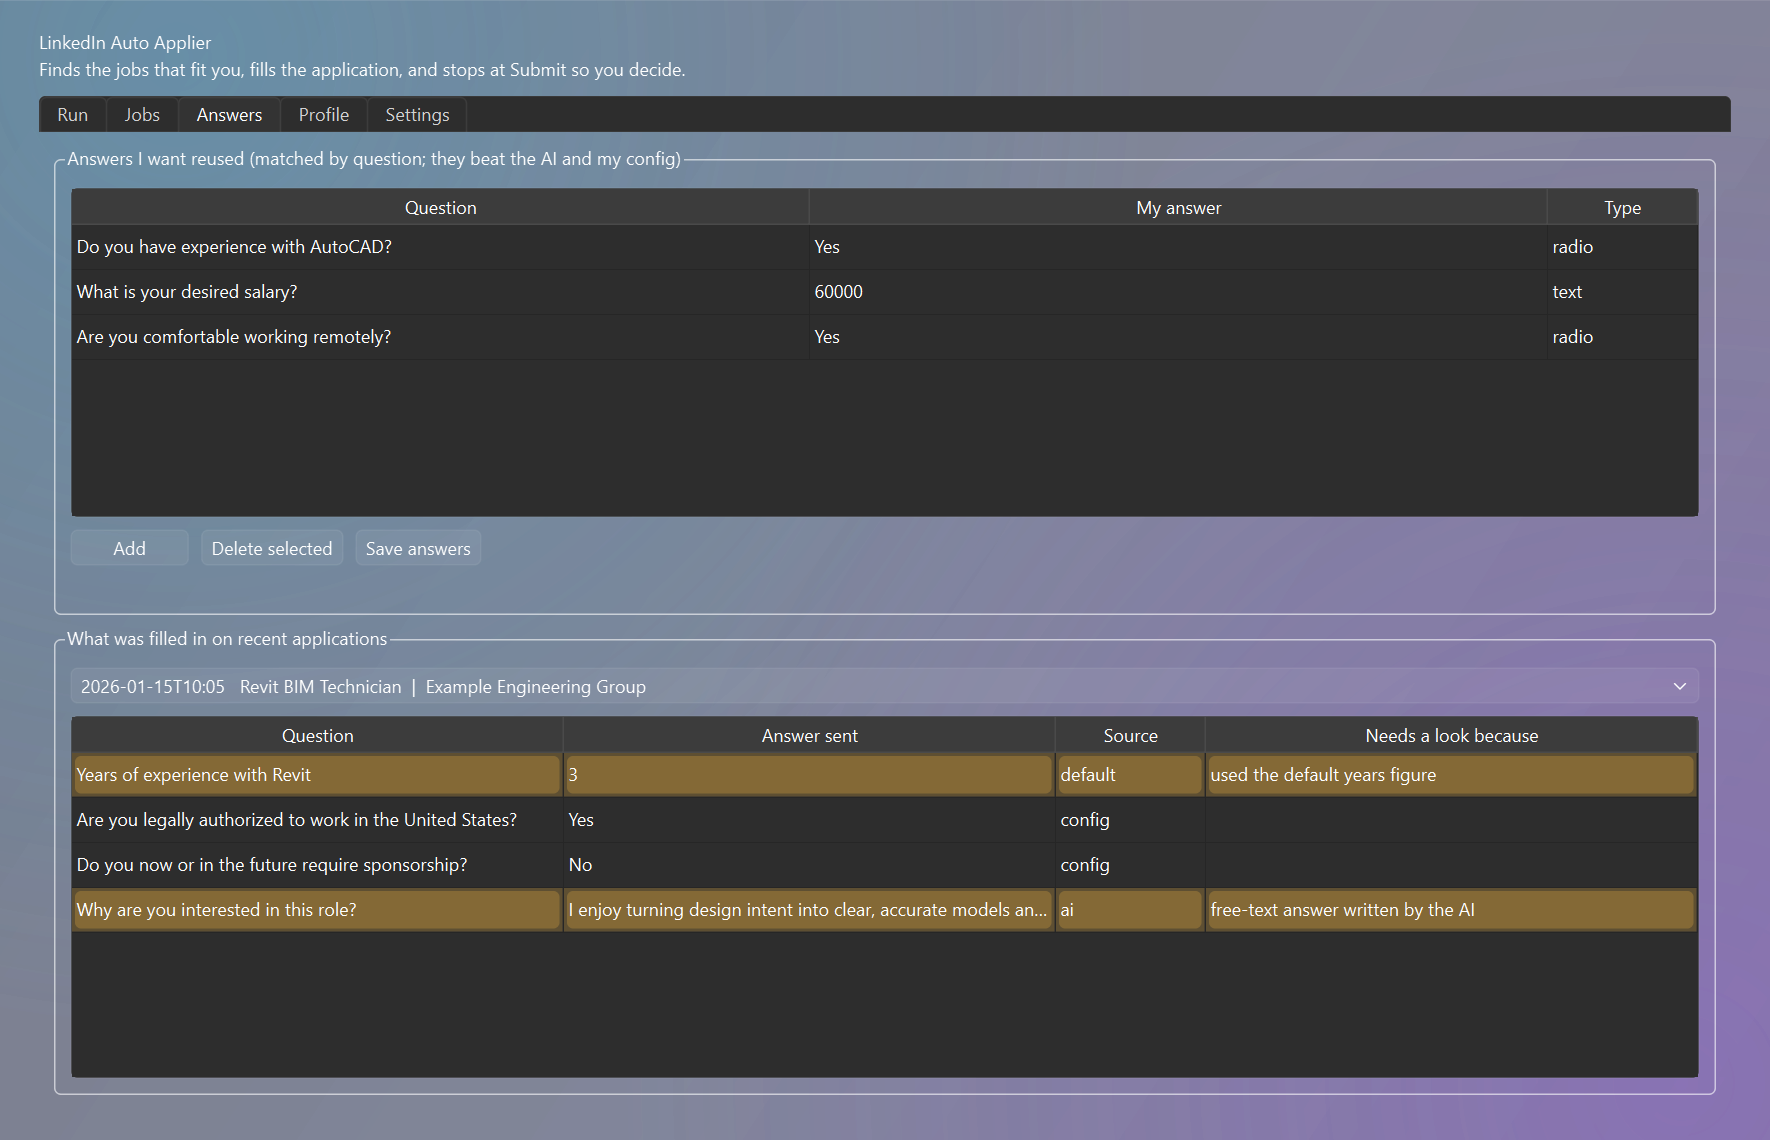 LinkedIn Auto Applier
Finds the jobs that fit you, fills the application, and stops at Submit so you decide.
Run Jobs Answers Profile Settings
Answers I want reused (matched by question; they beat the AI and my config)
Question My answer Type
Do you have experience with AutoCAD? Yes radio
What is your desired salary? 60000 text
Are you comfortable working remotely? Yes radio
Add Delete selected Save answers
What was filled in on recent applications
2026-01-15T10:05 Revit BIM Technician | Example Engineering Group
Question Answer sent Source Needs a look because
Years of experience with Revit 3 default used the default years figure
Are you legally authorized to work in the United States? Yes config
Do you now or in the future require sponsorship? No config
Why are you interested in this role? I enjoy turning design intent into clear, accurate models an... ai free-text answer written by the AI